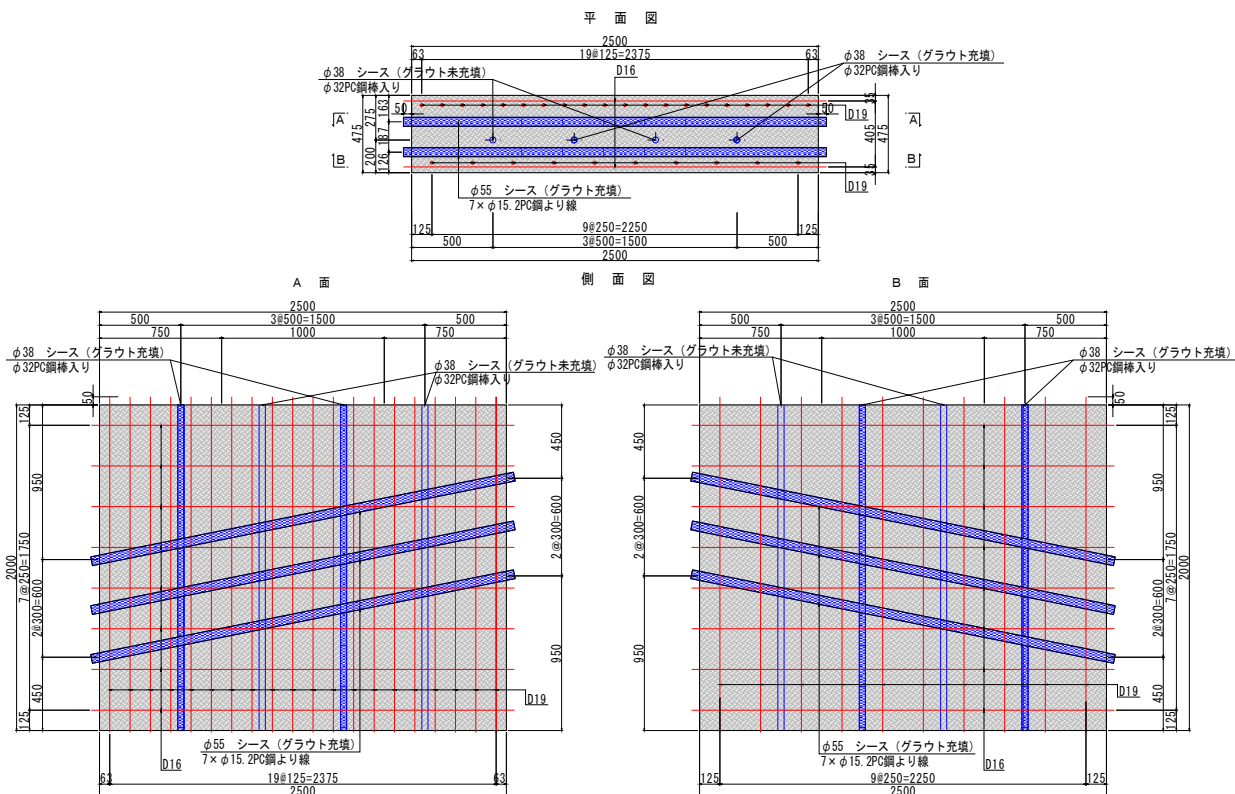 平 面 図
2500
63
19@125=2375
63
φ38 シース (グラウト未充填)
φ32PC鋼棒入り
D16
φ38 シース (グラウト充填)
φ32PC鋼棒入り
50
50
A
A
B
B
475
275
200
163
187
126
35
405
35
475
D19
D19
φ55 シース (グラウト充填)
7×φ15.2PC鋼より線
125
9@250=2250
125
500
3@500=1500
500
2500
側 面 図
A 面
2500
500
3@500=1500
500
750
1000
750
φ38 シース (グラウト充填)
φ32PC鋼棒入り
φ38 シース (グラウト未充填)
φ32PC鋼棒入り
50
2000
125
7@250=1750
125
950
2@300=600
450
450
2@300=600
950
D19
φ55 シース (グラウト充填)
7×φ15.2PC鋼より線
D16
63
19@125=2375
63
2500
B 面
2500
500
3@500=1500
500
750
1000
750
φ38 シース (グラウト未充填)
φ32PC鋼棒入り
φ38 シース (グラウト充填)
φ32PC鋼棒入り
50
450
2@300=600
950
950
2@300=600
450
125
7@250=1750
125
2000
D19
φ55 シース (グラウト充填)
7×φ15.2PC鋼より線
D16
125
9@250=2250
125
2500